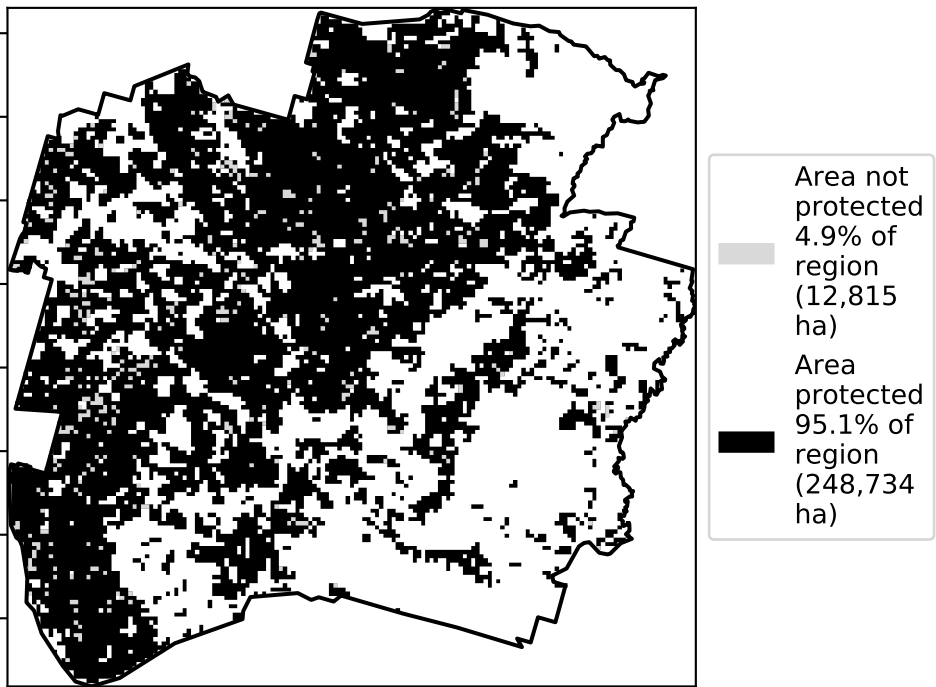 Area not
protected
4.9% of
region
(12,815
ha)
Area
protected
95.1% of
region
(248,734
ha)